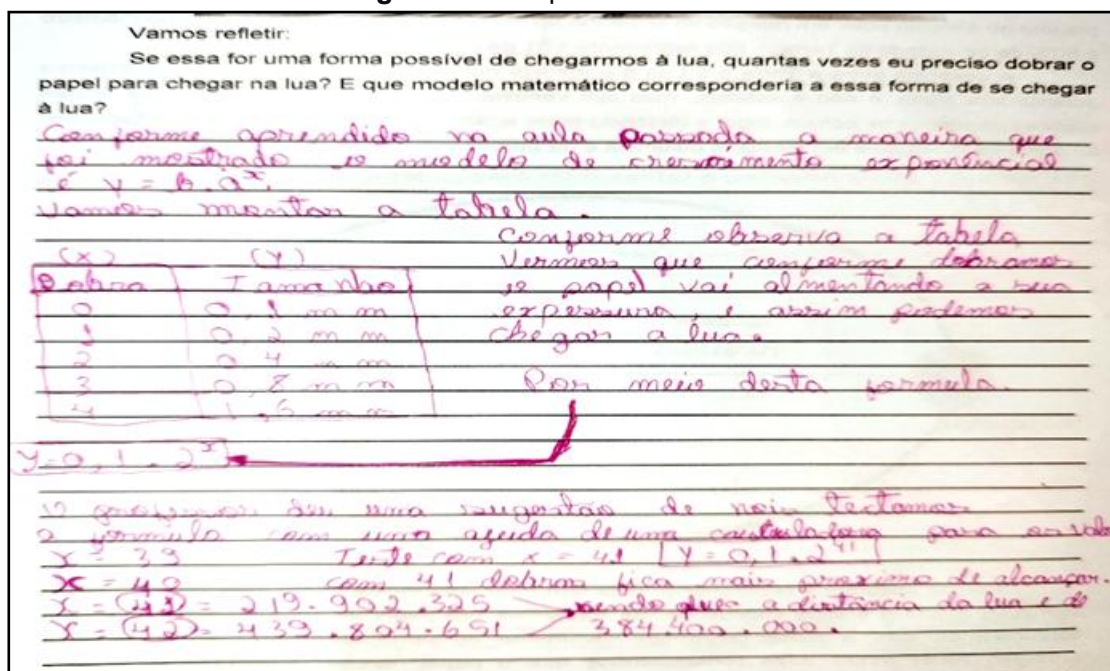 Vamos refletir:
Se essa for uma forma possível de chegarmos à lua, quantas vezes eu preciso dobrar o
papel para chegar na lua? E que modelo matemático corresponderia a essa forma de se chegar
à lua?
Conforme aprendido na aula passada a maneira que
foi mostrado o modelo de crescimento exponêncial
é y = b.a^x.
vamos montar a tabela.
(x) (Y)
Dobra Tamanho
0 0,1 mm
1 0,2 mm
2 0,4 mm
3 0,8 mm
4 1,6 mm
Conforme observa a tabela
vermos que conforme dobramos
o papel vai almentando a sua
e assim podemos
chegar a lua.
Por meio desta formula.
y=0,1.2^x
o professor deu uma sugentão de nois
formula com uma ajuda de uma para
x = 39
X = 40
X = 41 = 219.902.325
X = 42 = 439.804.651
Teste com x = 41 [Y = 0,1.2^41]
com 41 dobras fica mais proximo de alcançar.
sendo que a distância da lua e de
384.400.000.